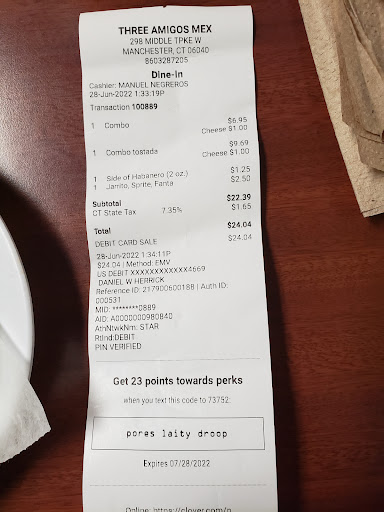 THREE AMIGOS MEX
298 MIDDLE TPKE W
MANCHESTER, CT 06040
8603287205
Dine-In
Cashier: MANUEL NEGREROS
28-Jun-2022 1:33:19P
Transaction 100889
1 Combo $6.95
Cheese $1.00
1 Combo tostada $9.69
Cheese $1.00
1 Side of Habanero (2 oz.) $1.25
1 Jarrito, Sprite, Fanta $2.50
Subtotal $22.39
CT State Tax 7.35% $1.65
Total $24.04
DEBIT CARD SALE $24.04
28-Jun-2022 1:34:11P
$24.04 | Method: EMV
US DEBIT XXXXXXXXXXXX4669
DANIEL W HERRICK
Reference ID: 217900600188 | Auth ID:
000531
MID: ********0889
AID: A0000000980840
AthNtwkNm: STAR
RtInd:DEBIT
PIN VERIFIED
Get 23 points towards perks
when you text this code to 73752:
pores laity droop
Expires 07/28/2022
Online: https://clover.com/p